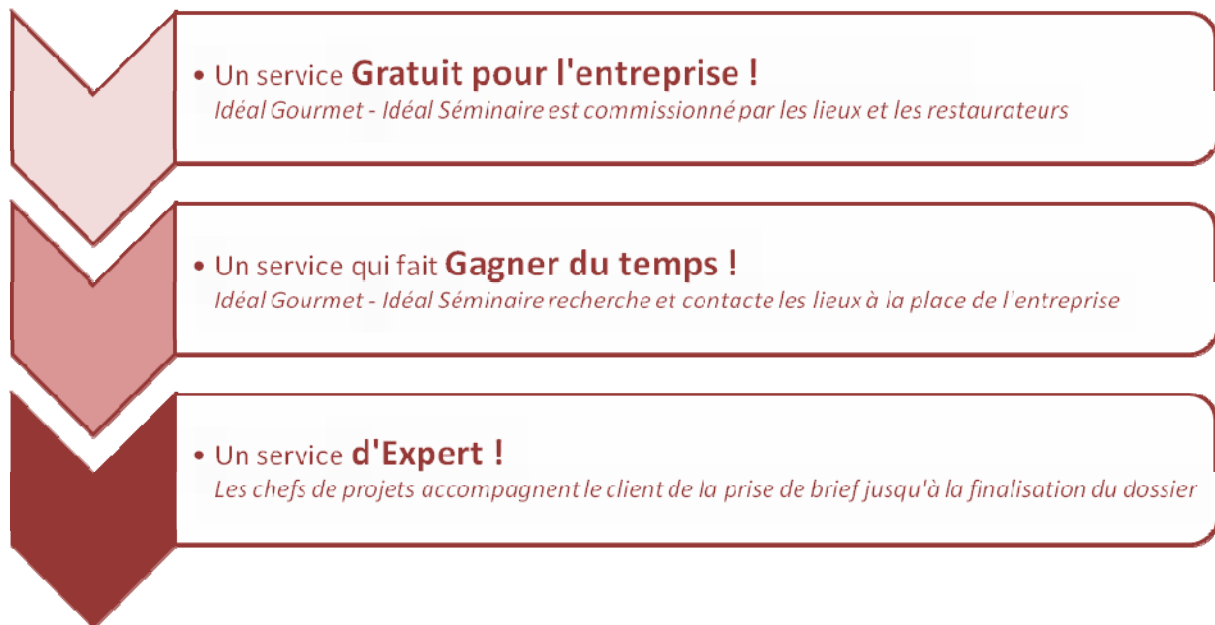 • Un service Gratuit pour l'entreprise !
Idéal Gourmet - Idéal Séminaire est commissionné par les lieux et les restaurateurs
• Un service qui fait Gagner du temps !
Idéal Gourmet - Idéal Séminaire recherche et contacte les lieux à la place de l'entreprise
• Un service d'Expert !
Les chefs de projets accompagnent le client de la prise de brief jusqu'à la finalisation du dossier